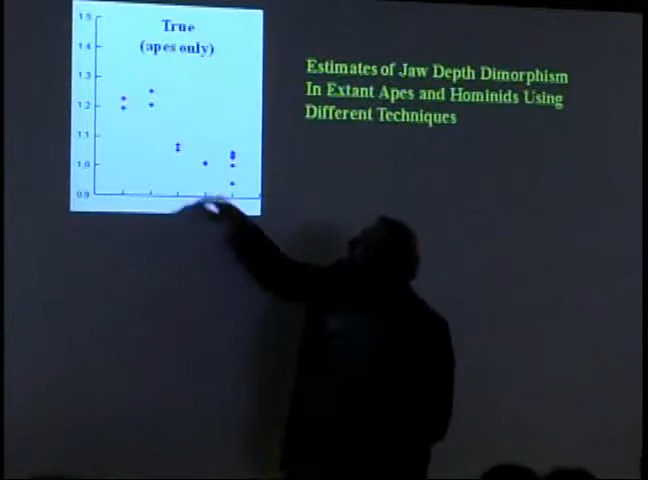 True
(apes only)
1.5
1.4
1.3
1.2
1.1
1.0
0.9
Estimates of Jaw Depth Dimorphism
In Extant Apes and Hominids Using
Different Techniques